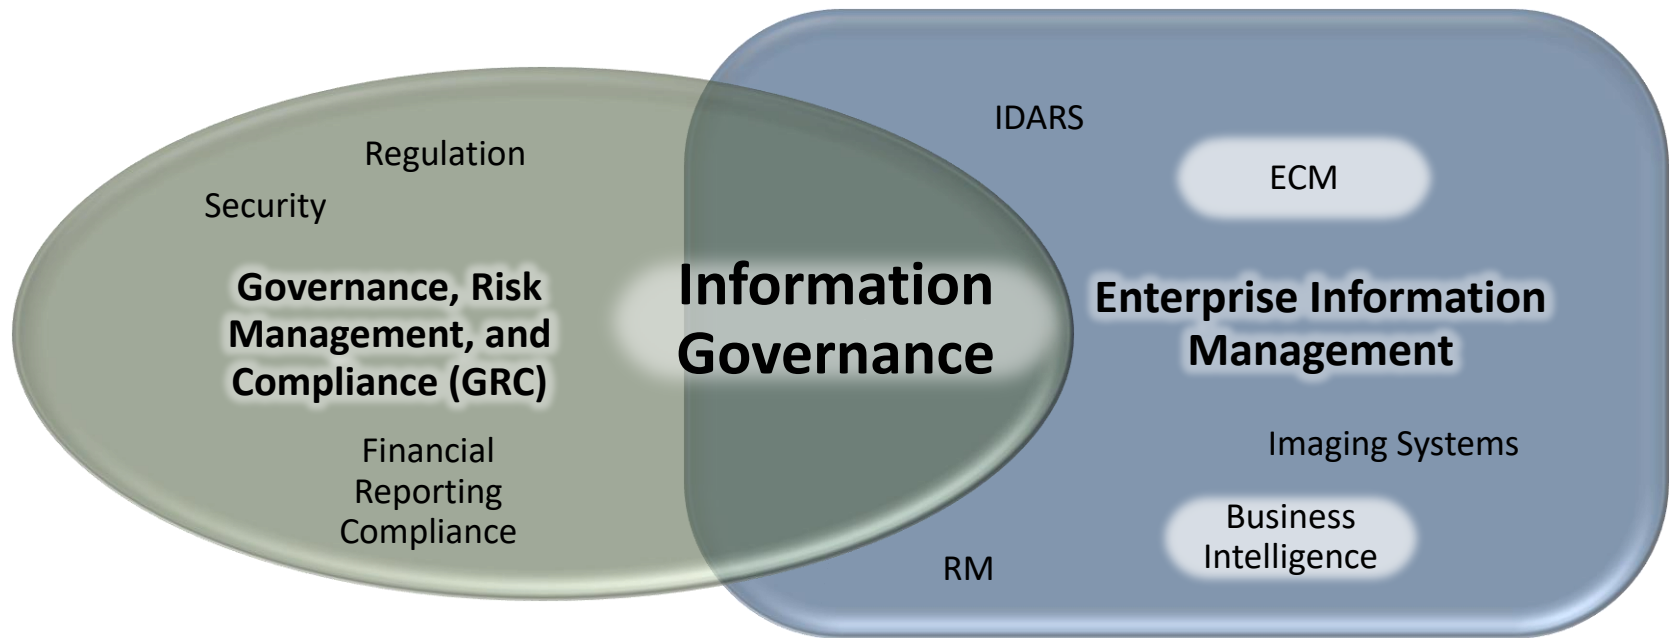 Regulation
Security
Governance, Risk
Management, and
Compliance (GRC)
Financial
Reporting
Compliance
Information
Governance
IDARS
ECM
Enterprise Information
Management
Imaging Systems
Business
Intelligence
RM